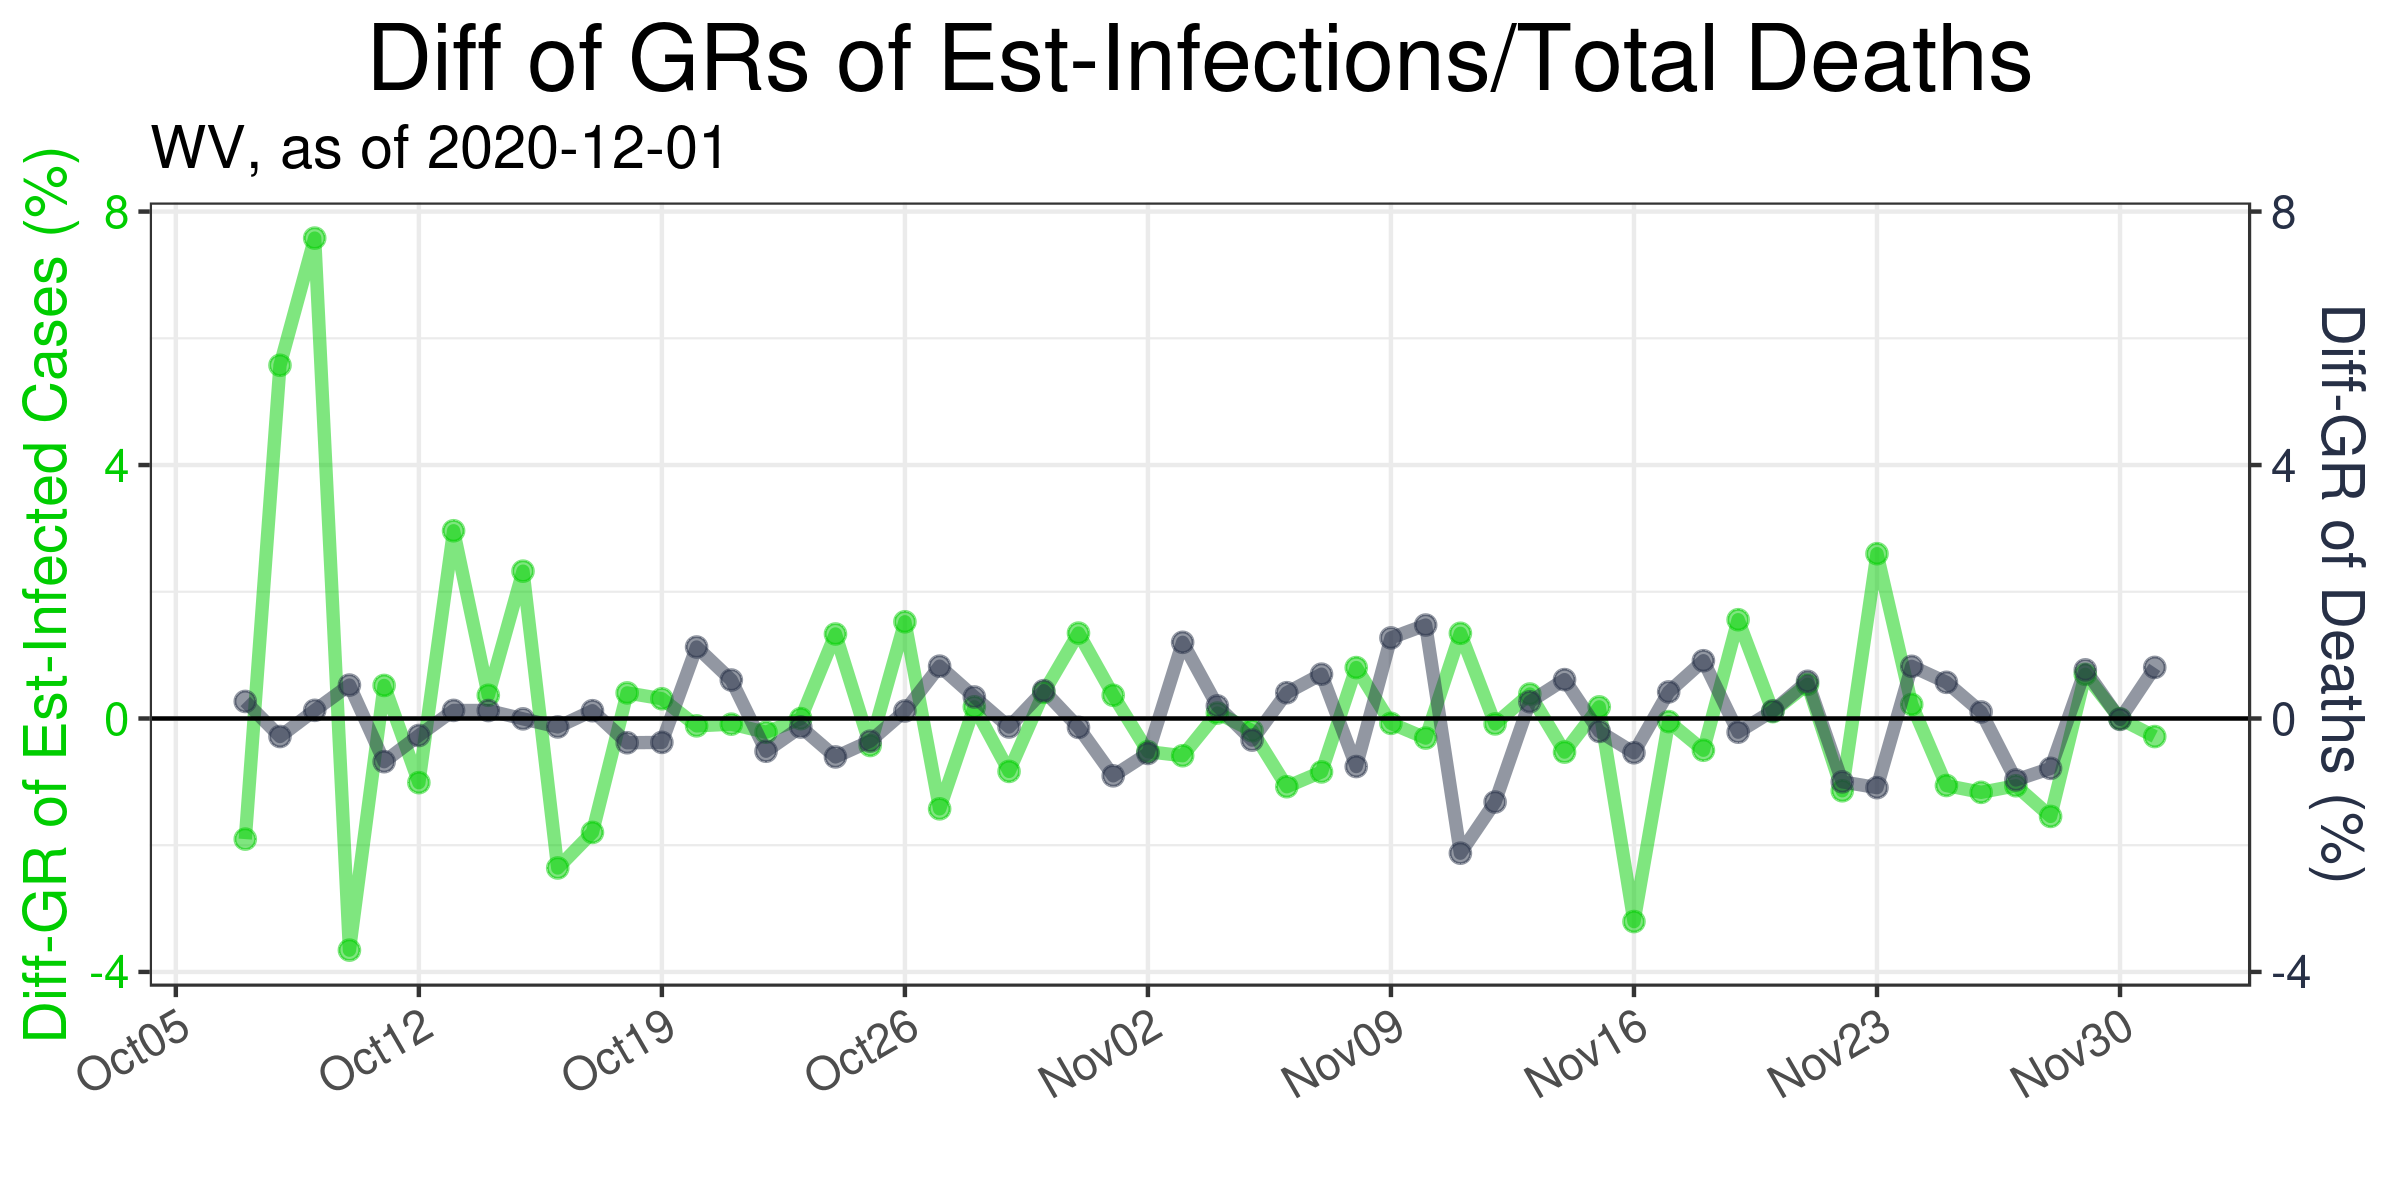 Diff of GRs of Est-Infections/Total Deaths
WV, as of 2020-12-01
Diff-GR of Est-Infected Cases (%)
8
4
0
-4
8
4
0
-4
Diff-GR of Deaths (%)
Oct05
Oct12
Oct19
Oct26
Nov02
Nov09
Nov16
Nov23
Nov30